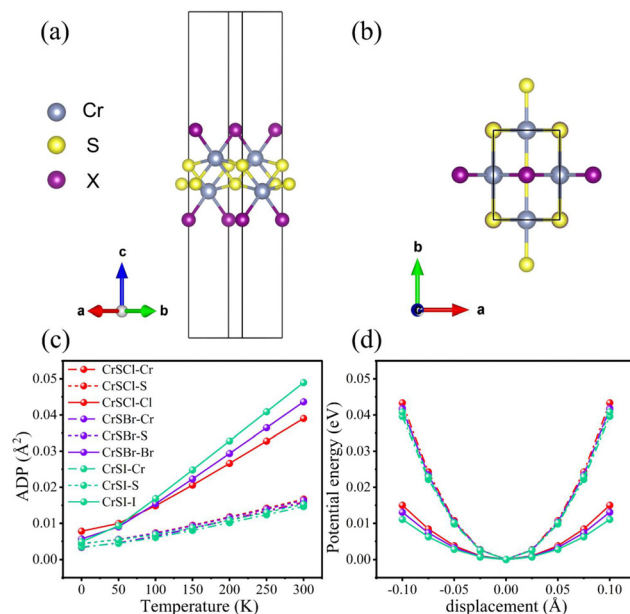 (a)
(b)
Cr
S
X
c
a
b
b
a
(c)
(d)
CrSCl-Cr
CrSCl-S
CrSCl-Cl
CrSBr-Cr
CrSBr-S
CrSBr-Br
CrSI-Cr
CrSI-S
CrSI-I
ADP (Å²)
0.05
0.04
0.03
0.02
0.01
0.00
0 50 100 150 200 250 300
Temperature (K)
Potential energy (eV)
0.05
0.04
0.03
0.02
0.01
0.00
-0.10 -0.05 0.00 0.05 0.10
displacement (Å)